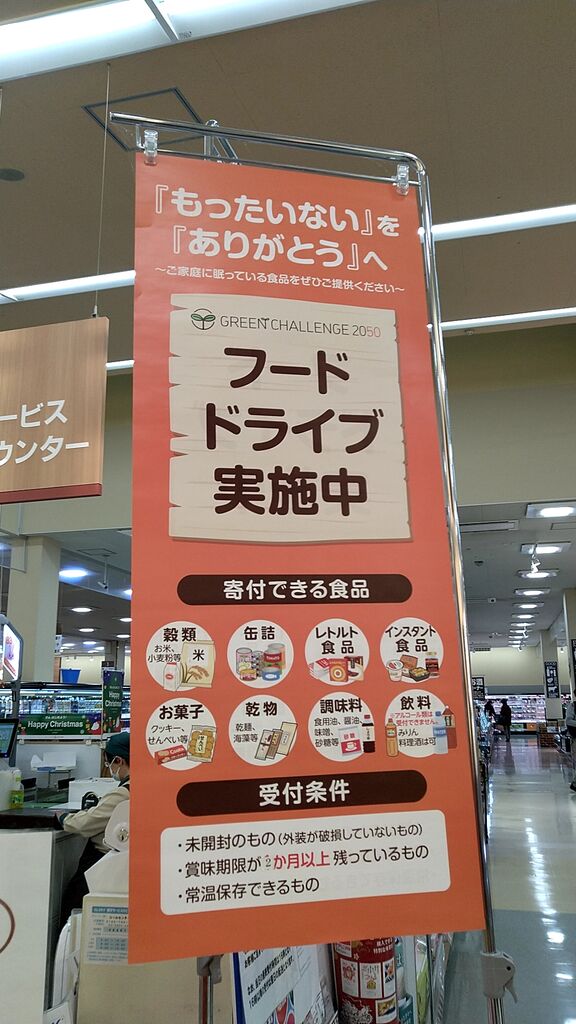 『もったいない』を
『ありがとう』へ
～ご家庭に眠っている食品をぜひご提供ください～
GREEN CHALLENGE 2050
フード
ドライブ
実施中
ービス
ウンター
寄付できる食品
穀類
お米、
小麦粉等
米
缶詰
レトルト
食品
インスタント
食品
お菓子
クッキー、
せんべい等
乾物
乾麺、
海藻等
調味料
食用油、醤油、
味噌、
砂糖等
砂糖
飲料
※アルコール類は
受付できません。
みりん
料理酒は可
受付条件
・未開封のもの（外装が破損していないもの）
・賞味期限が2か月以上残っているもの
・常温保存できるもの
Happy Christmas